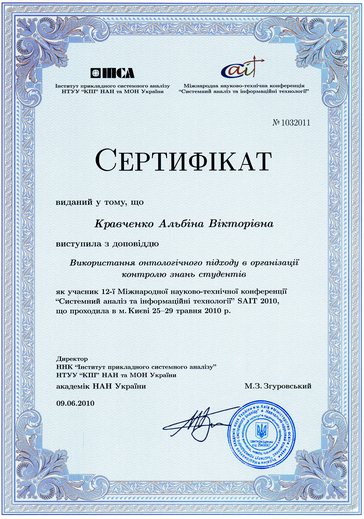 ІПСА
Інститут прикладного системного аналізу
НТУУ "КПІ" НАН та МОН України
САІТ
Міжнародна науково-технічна конференція
"Системний аналіз та інформаційні технології"
№ 1032011
СЕРТИФІКАТ
виданий у тому, що
Кравченко Альбіна Вікторівна
виступила з доповіддю
Використання онтологічного підходу в організації
контролю знань студентів
як учасник 12-ї Міжнародної науково-технічної конференції
"Системний аналіз та інформаційні технології" SAIT 2010,
що проходила в м. Києві 25–29 травня 2010 р.
Директор
ННК "Інститут прикладного системного аналізу"
НТУУ "КПІ" НАН та МОН України
академік НАН України
М.З. Згуровський
09.06.2010